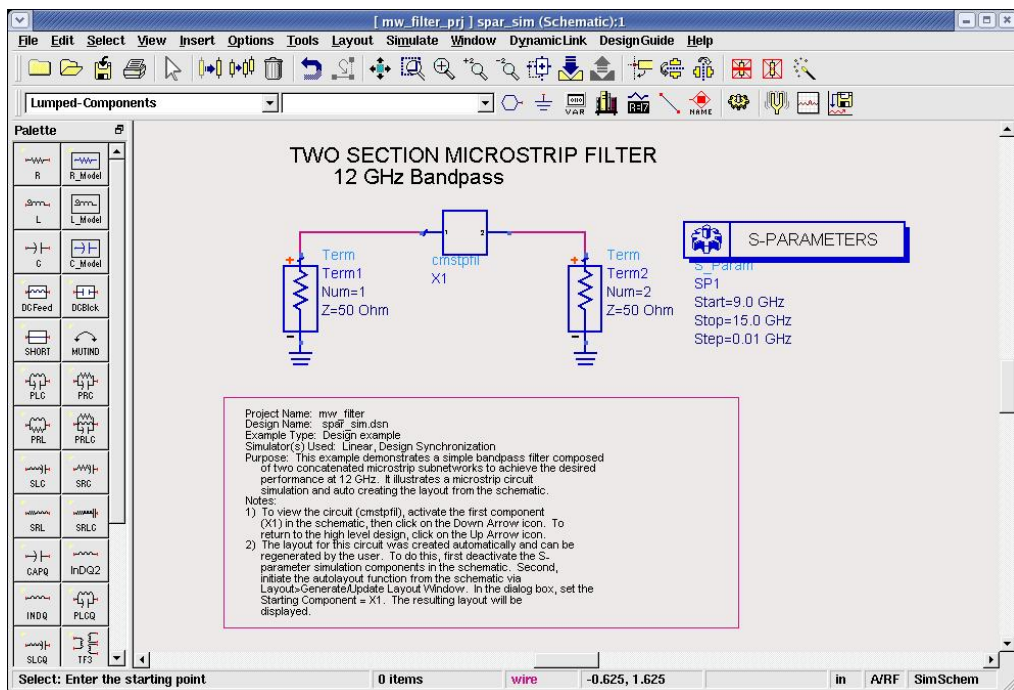 [ mw_filter_prj ] spar_sim (Schematic):1
File Edit Select View Insert Options Tools Layout Simulate Window DynamicLink DesignGuide Help
Lumped-Components
VAR
NAME
Palette
R R_Model
L L_Model
C C_Model
DCFeed DCBlck
SHORT MUTIND
PLC PRC
PRL PRLC
SLC SRC
SRL SRLC
CAPQ InDQ2
INDQ PLCQ
SLCQ TF3
TWO SECTION MICROSTRIP FILTER
12 GHz Bandpass
1 2
cmstpfil
X1
Term
Term1
Num=1
Z=50 Ohm
Term
Term2
Num=2
Z=50 Ohm
S-PARAMETERS
S_Param
SP1
Start=9.0 GHz
Stop=15.0 GHz
Step=0.01 GHz
Project Name: mw_filter
Design Name: spar_sim.dsn
Example Type: Design example
Simulator(s) Used: Linear, Design Synchronization
Purpose: This example demonstrates a simple bandpass filter composed
of two concatenated microstrip subnetworks to achieve the desired
performance at 12 GHz. It illustrates a microstrip circuit
simulation and auto creating the layout from the schematic.
Notes:
1) To view the circuit (cmstpfil), activate the first component
(X1) in the schematic, then click on the Down Arrow icon. To
return to the high level design, click on the Up Arrow icon.
2) The layout for this circuit was created automatically and can be
regenerated by the user. To do this, first deactivate the S-
parameter simulation components in the schematic. Second,
initiate the autolayout function from the schematic via
Layout>Generate/Update Layout Window. In the dialog box, set the
Starting Component = X1. The resulting layout will be
displayed.
Select: Enter the starting point 0 items wire -0.625, 1.625 in A/RF SimSchem